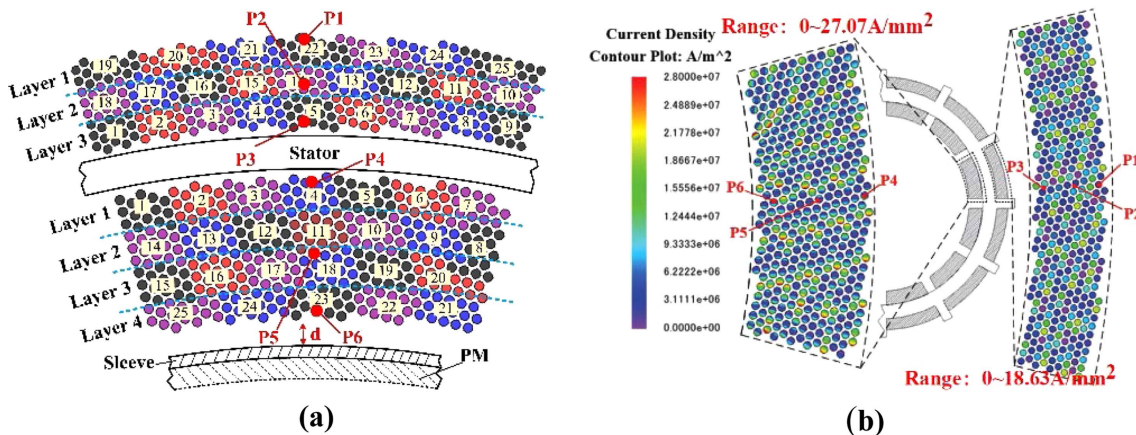 P2
P1
19
20
21
22
23
24
25
Layer 1
18
17
16
15
13
12
11
10
Layer 2
1
2
3
4
5
6
7
8
9
Layer 3
P3
Stator
P4
1
2
3
4
5
6
7
Layer 1
14
13
12
11
10
9
8
Layer 2
15
16
17
18
19
20
Layer 3
25
24
23
22
21
Layer 4
P5
d
P6
Sleeve
PM
(a)
Range: 0~27.07A/mm²
Current Density
Contour Plot: A/m^2
2.8000e+07
2.4889e+07
2.1778e+07
1.8667e+07
1.5556e+07
1.2444e+07
9.3333e+06
6.2222e+06
3.1111e+06
0.0000e+00
P6
P4
P5
P3
P1
Range: 0~18.63A/mm²
(b)